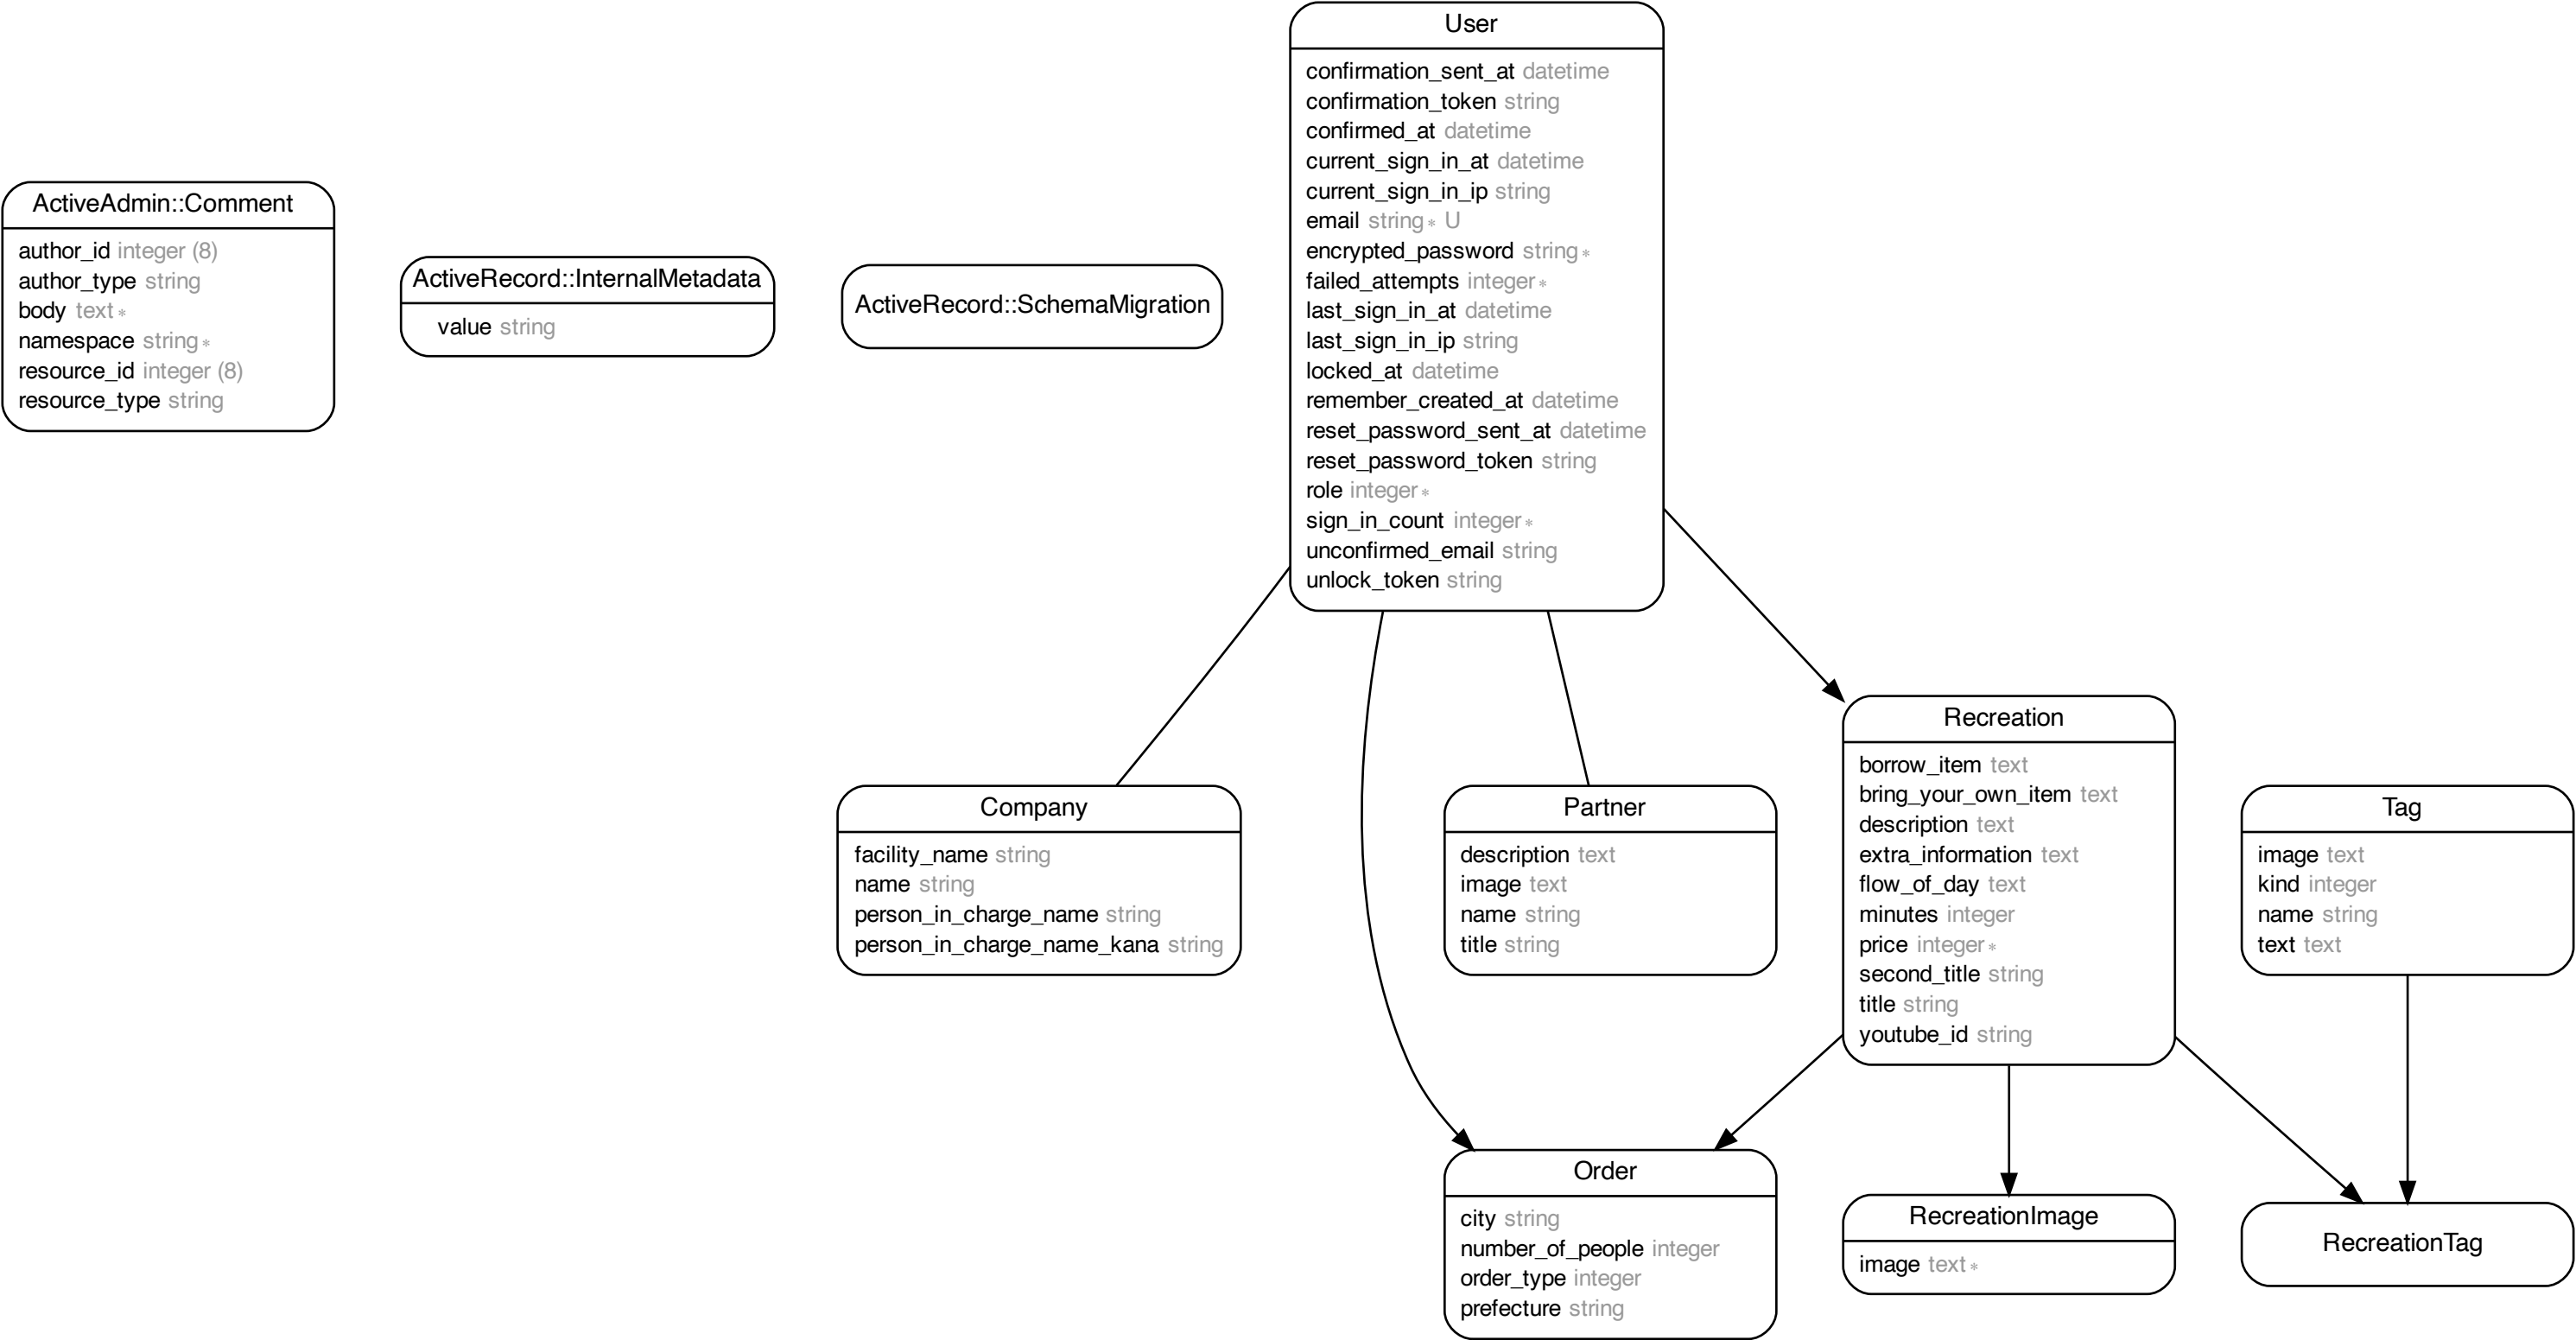 User
confirmation_sent_at datetime
confirmation_token string
confirmed_at datetime
current_sign_in_at datetime
current_sign_in_ip string
email string* U
encrypted_password string*
failed_attempts integer*
last_sign_in_at datetime
last_sign_in_ip string
locked_at datetime
remember_created_at datetime
reset_password_sent_at datetime
reset_password_token string
role integer*
sign_in_count integer*
unconfirmed_email string
unlock_token string
ActiveAdmin::Comment
author_id integer (8)
author_type string
body text*
namespace string*
resource_id integer (8)
resource_type string
ActiveRecord::InternalMetadata
value string
ActiveRecord::SchemaMigration
Company
facility_name string
name string
person_in_charge_name string
person_in_charge_name_kana string
Partner
description text
image text
name string
title string
Recreation
borrow_item text
bring_your_own_item text
description text
extra_information text
flow_of_day text
minutes integer
price integer*
second_title string
title string
youtube_id string
Tag
image text
kind integer
name string
text text
Order
city string
number_of_people integer
order_type integer
prefecture string
RecreationImage
image text*
RecreationTag